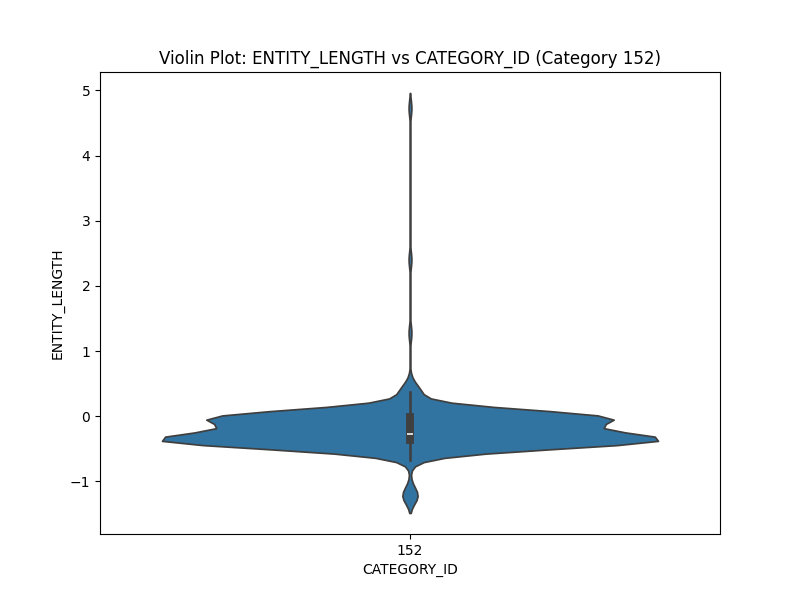 Violin Plot: ENTITY_LENGTH vs CATEGORY_ID (Category 152)
5
4
3
2
1
0
−1
ENTITY_LENGTH
152
CATEGORY_ID